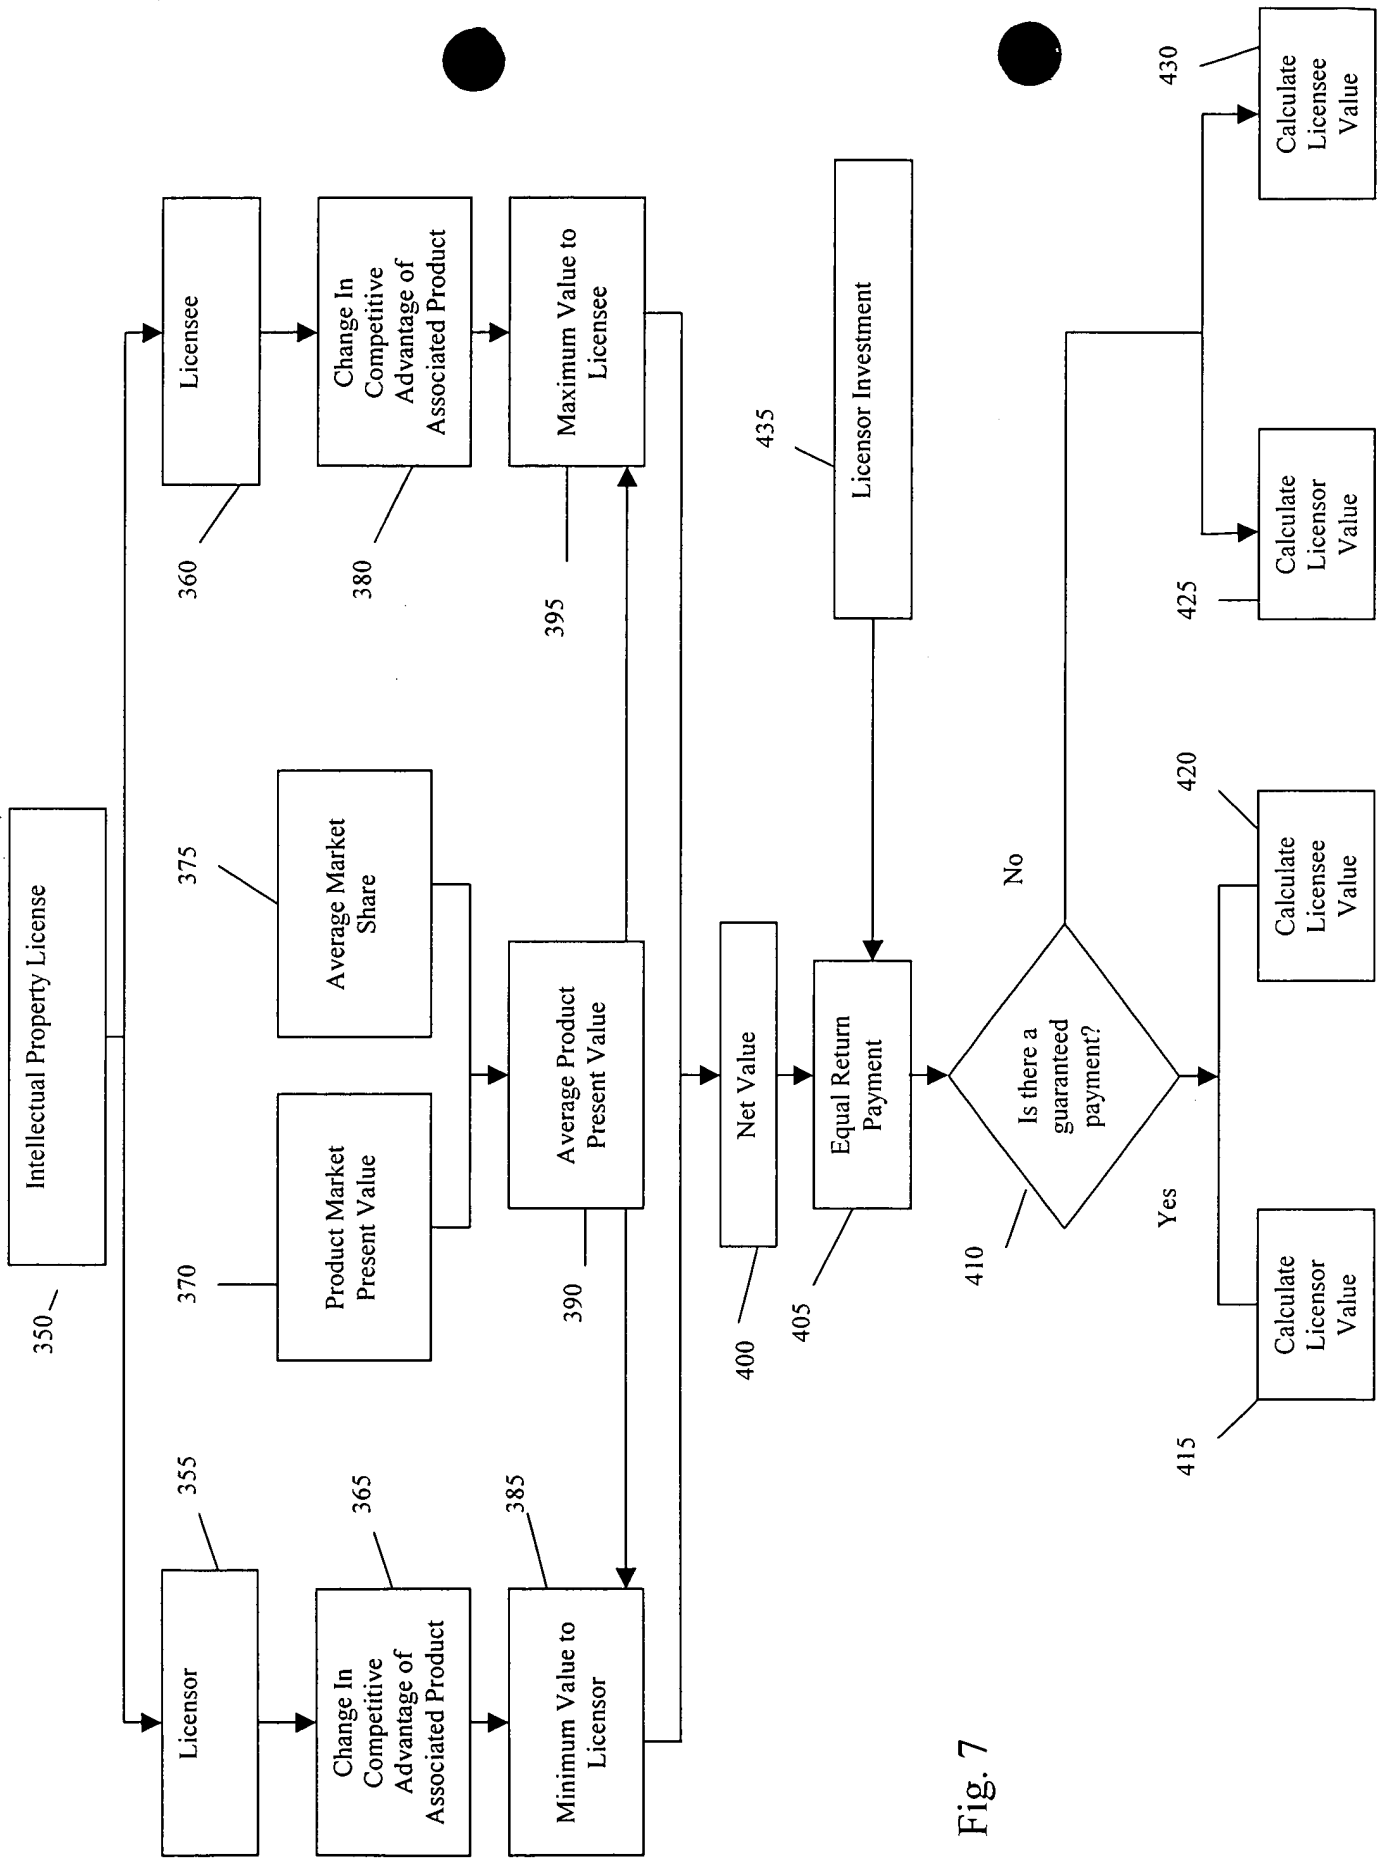 Intellectual Property License
350
Licensor
355
Licensee
360
Change In
Competitive
Advantage of
Associated Product
365
Product Market
Present Value
370
Average Market
Share
375
Change In
Competitive
Advantage of
Associated Product
380
Minimum Value to
Licensor
385
Average Product
Present Value
390
Maximum Value to
Licensee
395
Net Value
400
Equal Return
Payment
405
Licensor Investment
435
Is there a
guaranteed
payment?
410
Yes
No
Calculate
Licensor
Value
415
Calculate
Licensee
Value
420
Calculate
Licensor
Value
425
Calculate
Licensee
Value
430
Fig. 7